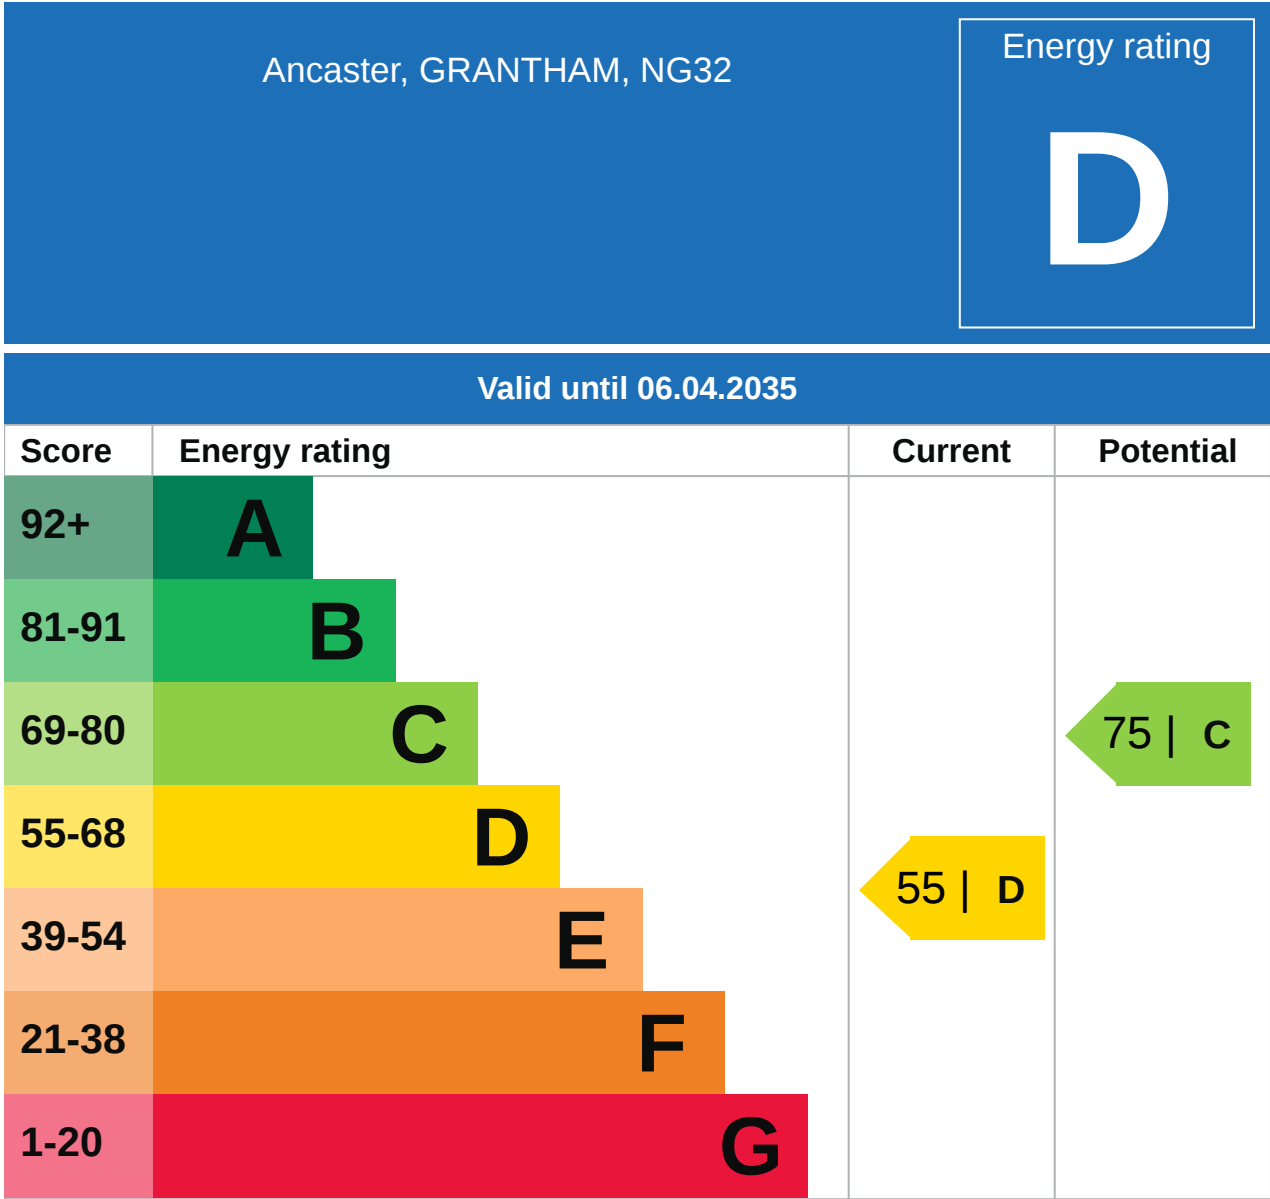 Ancaster, GRANTHAM, NG32
Energy rating
D
Valid until 06.04.2035
Score Energy rating Current Potential
92+ A
81-91 B
69-80 C
75 | C
55-68 D
55 | D
39-54 E
21-38 F
1-20 G